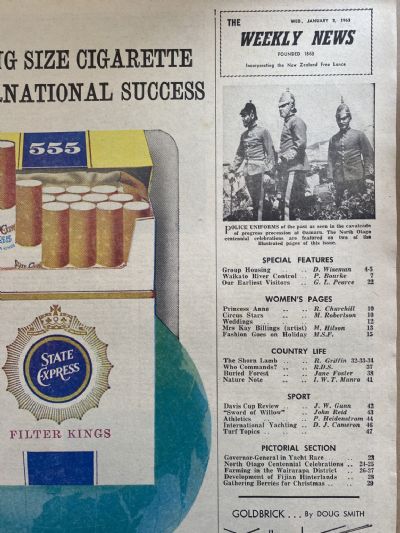 NG SIZE CIGARETTE
RNATIONAL SUCCESS
555
STATE
EXPRESS
FILTER KINGS
THE
WED., JANUARY 2, 1963
WEEKLY NEWS
FOUNDED 1863
Incorporating the New Zealand Free Lance
POLICE UNIFORMS of the past as seen in the cavalcade
of progress procession at Oamaru. The North Otago
centennial celebrations are featured on two of the
illustrated pages of this issue.
SPECIAL FEATURES
Group Housing .. D. Wiseman 4-5
Waikato River Control .. P. Bourke 7
Our Earliest Visitors .. G. L. Pearce 22
WOMEN'S PAGES
Princess Anne .. .. R. Churchill 10
Circus Stars .. M. Robertson 10
Weddings .. .. .. 12
Mrs Kay Billings (artist) M. Hilson 13
Fashion Goes on Holiday M.S.F. 15
COUNTRY LIFE
The Shorn Lamb .. R. Griffin 32-33-34
Who Commands? .. R.D.S. 37
Buried Forest .. Jane Foster 38
Nature Note .. I. W. T. Munro 41
SPORT
Davis Cup Review .. J. W. Gunn 42
"Sword of Willow" John Reid 43
Athletics .. P. Heidenstrom 44
International Yachting .. D. J. Cameron 46
Turf Topics .. .. .. 47
PICTORIAL SECTION
Governor-General in Yacht Race .. 23
North Otago Centennial Celebrations .. 24-25
Farming in the Wairarapa District .. 26-27
Development of Fijian Hinterlands .. 28
Gathering Berries for Christmas .. 29
GOLDBRICK ... By DOUG SMITH